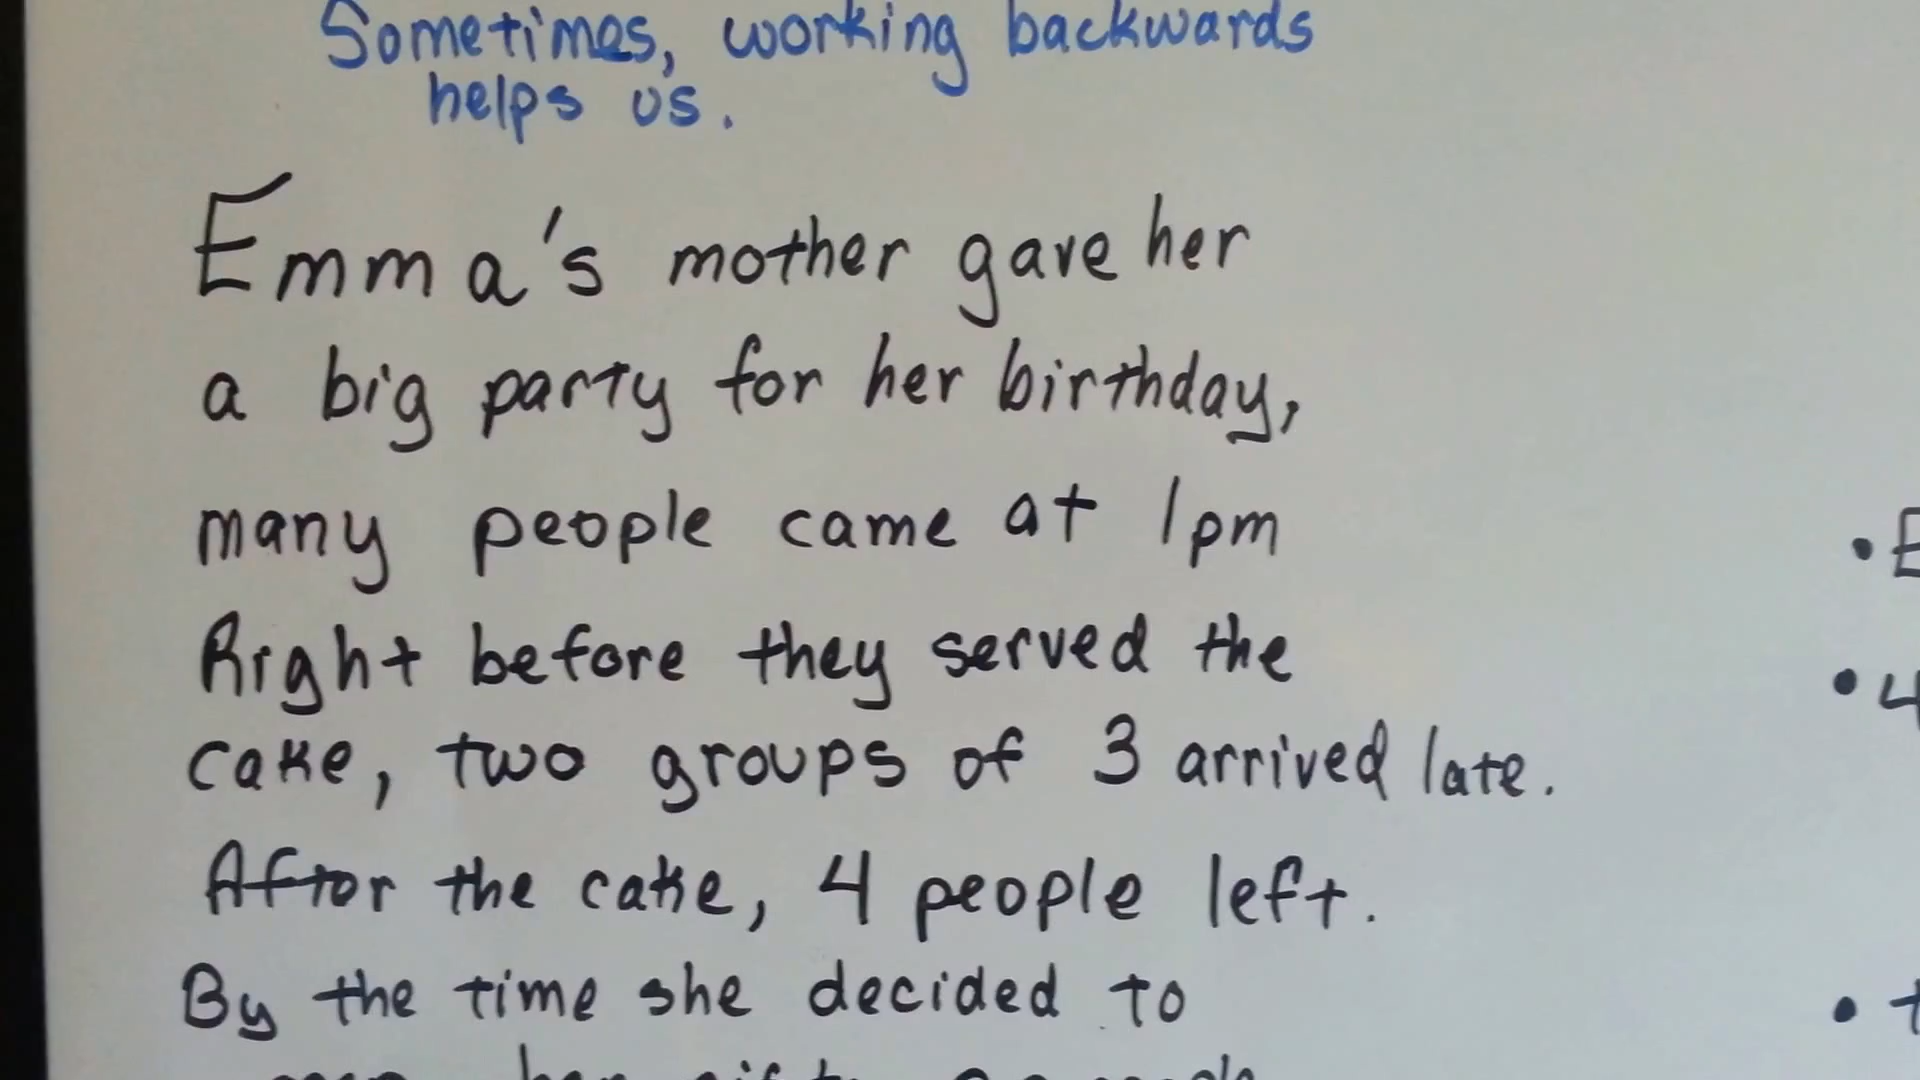 Sometimes, working backwards
helps us.
Emma's mother gave her
a big party for her birthday,
many people came at 1pm
Right before they served the
cake, two groups of 3 arrived late.
After the cake, 4 people left.
By the time she decided to
• E
• 4
•